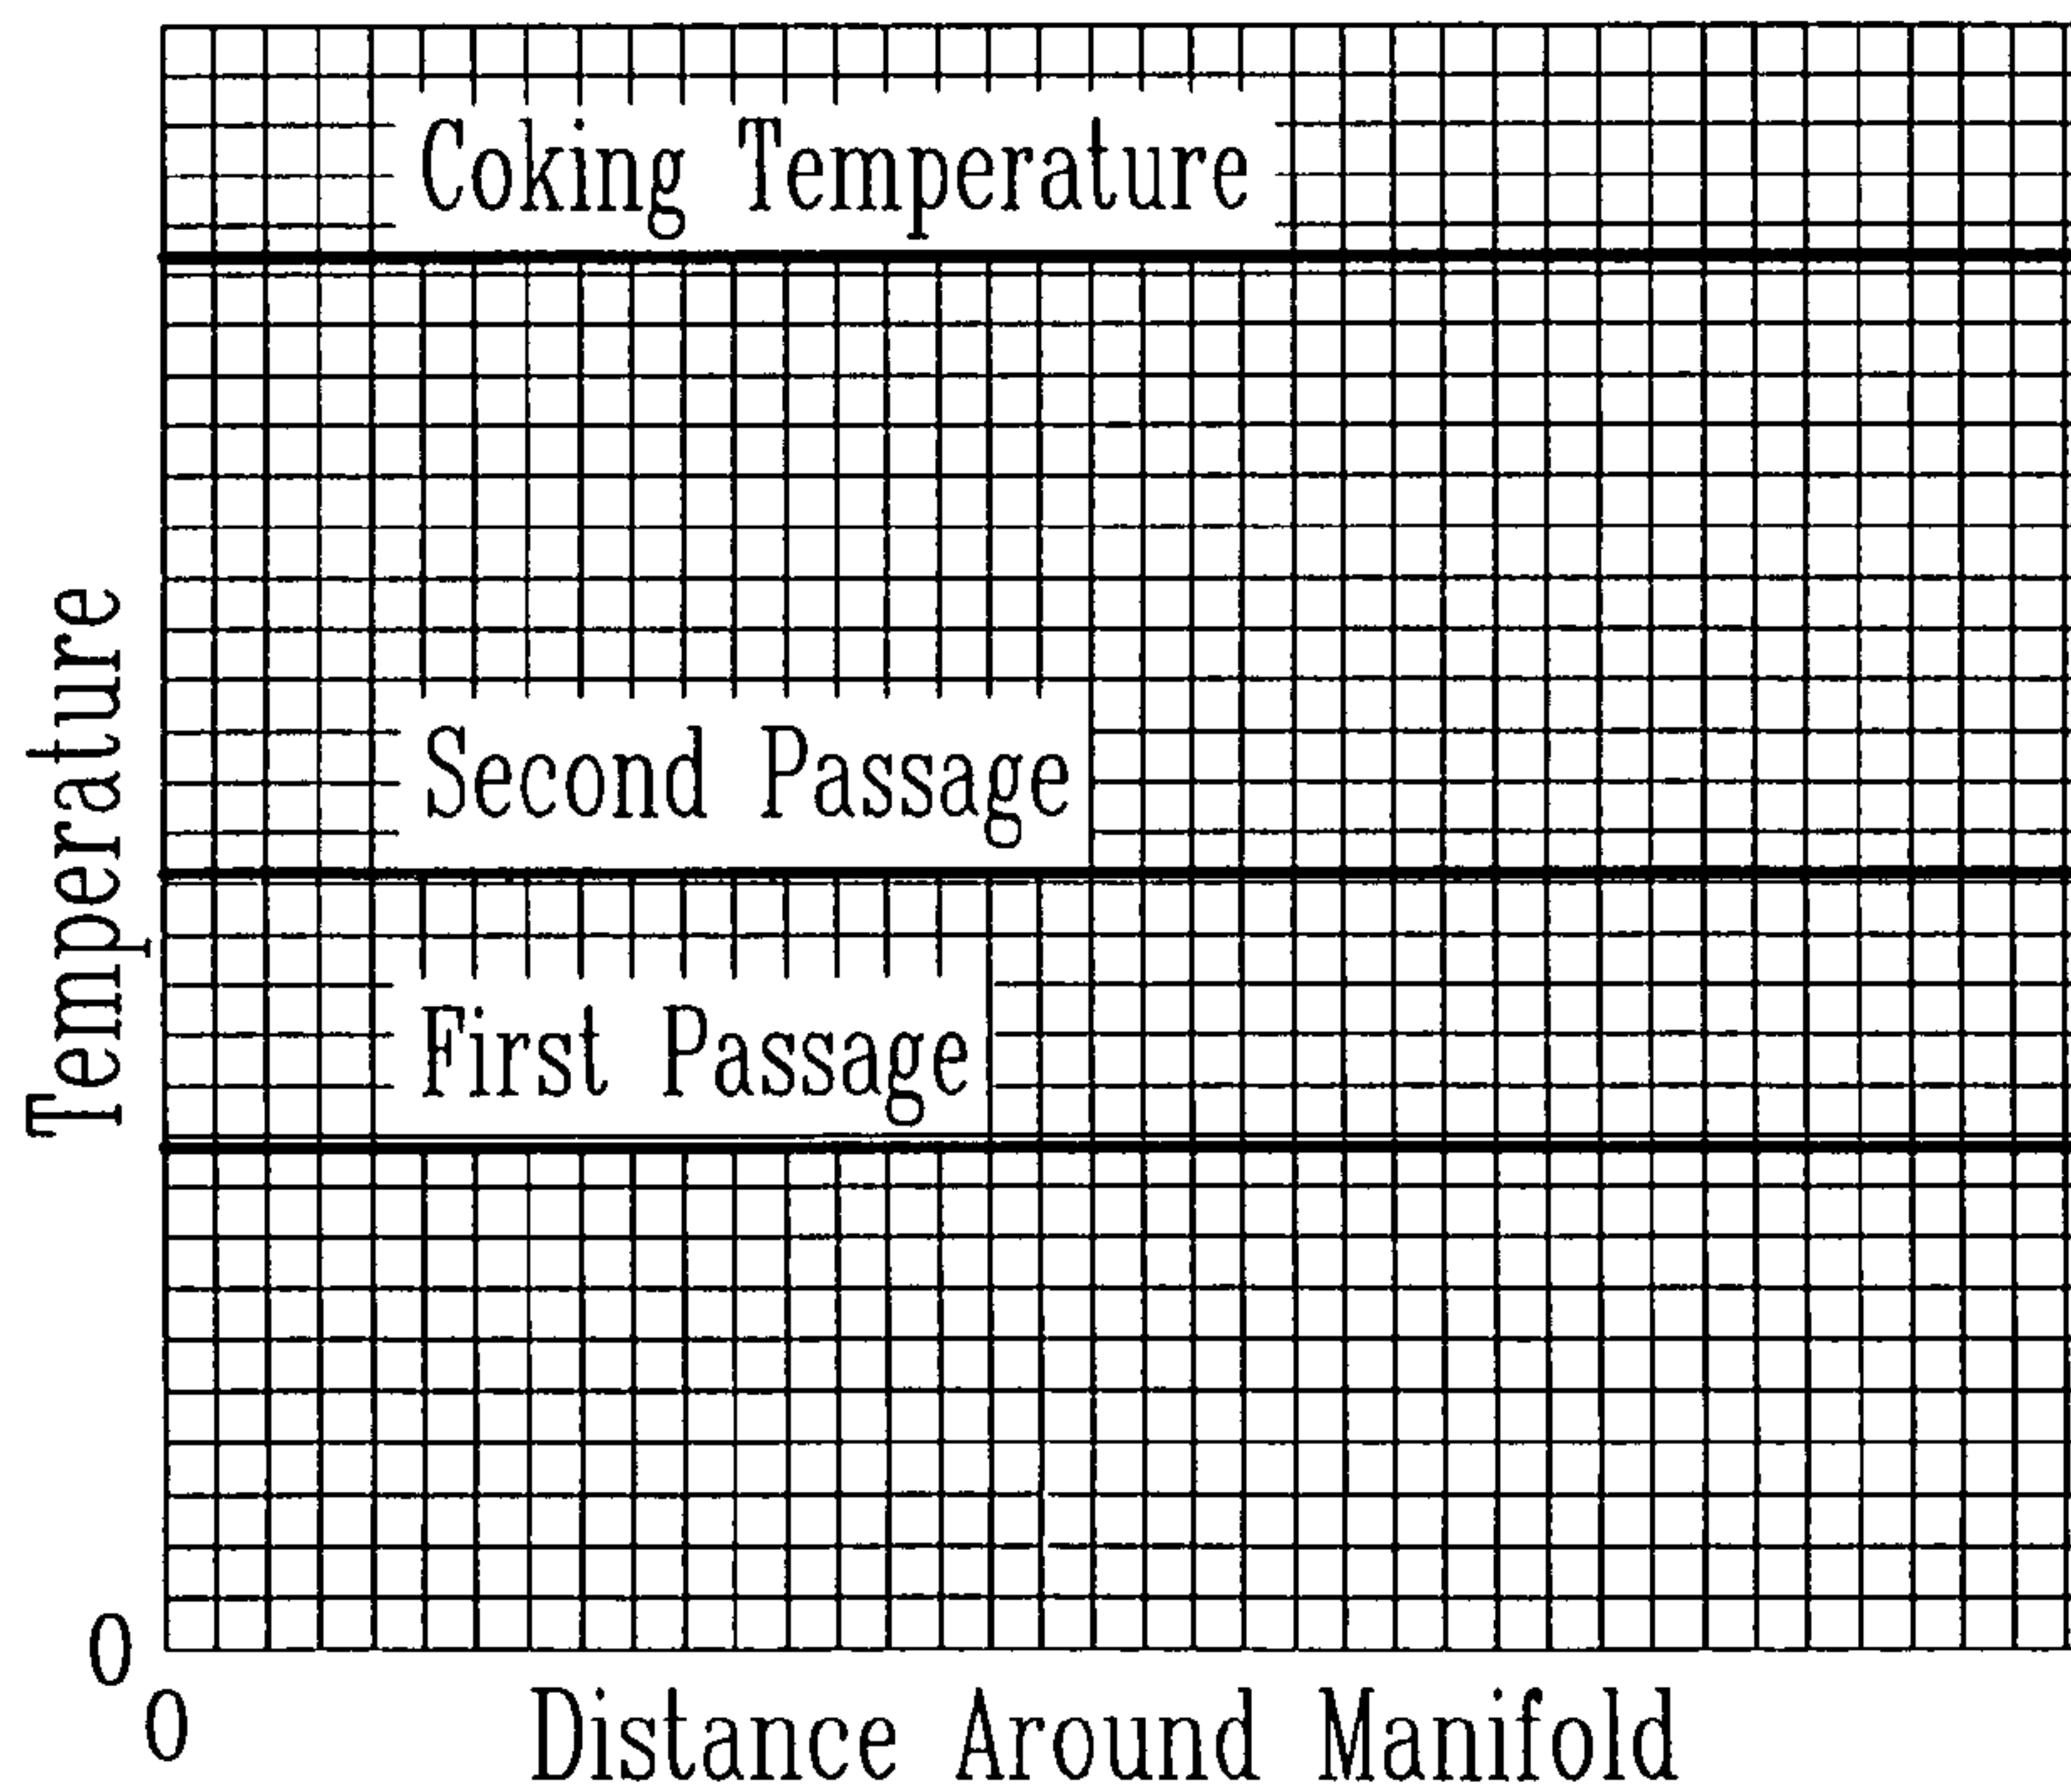 Coking Temperature
Second Passage
First Passage
Temperature
0
0
Distance Around Manifold